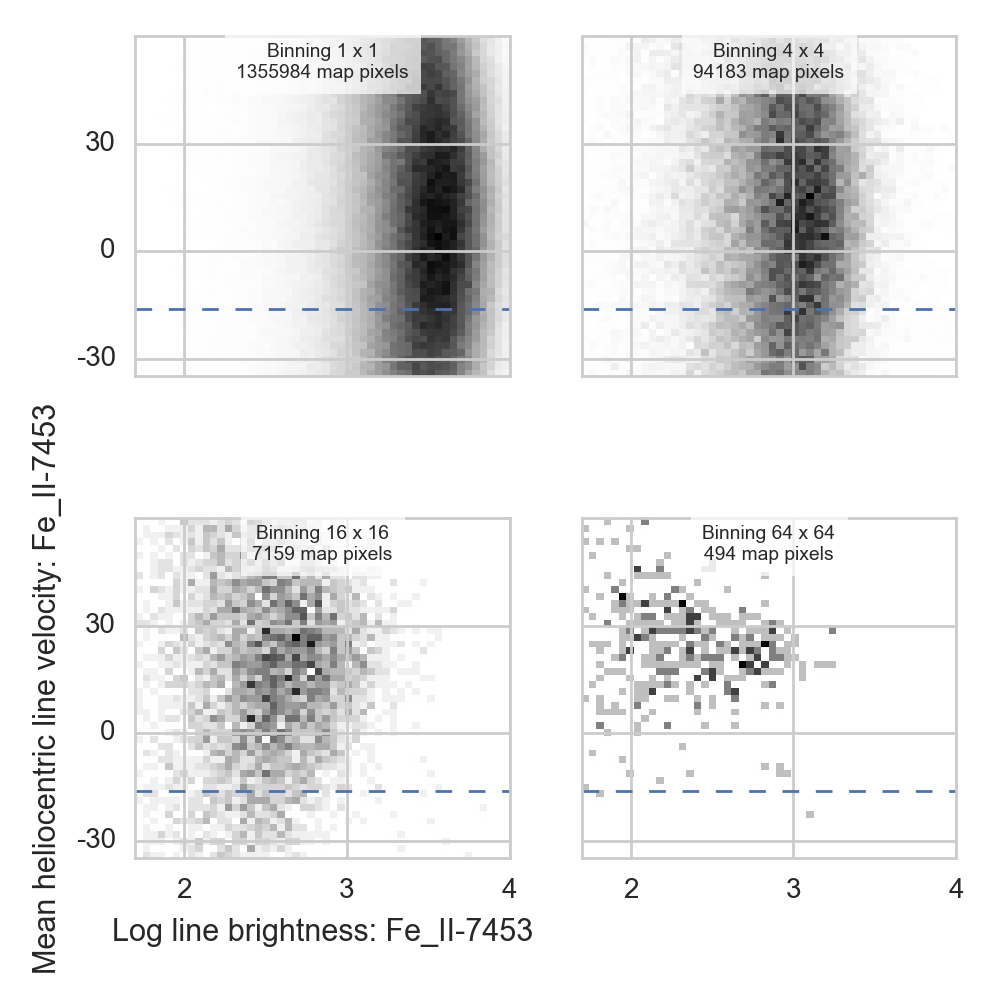 Binning 1 x 1
1355984 map pixels
Binning 4 x 4
94183 map pixels
30
0
-30
Mean heliocentric line velocity: Fe_II-7453
Binning 16 x 16
7159 map pixels
Binning 64 x 64
494 map pixels
30
0
-30
2 3 4
2 3 4
Log line brightness: Fe_II-7453